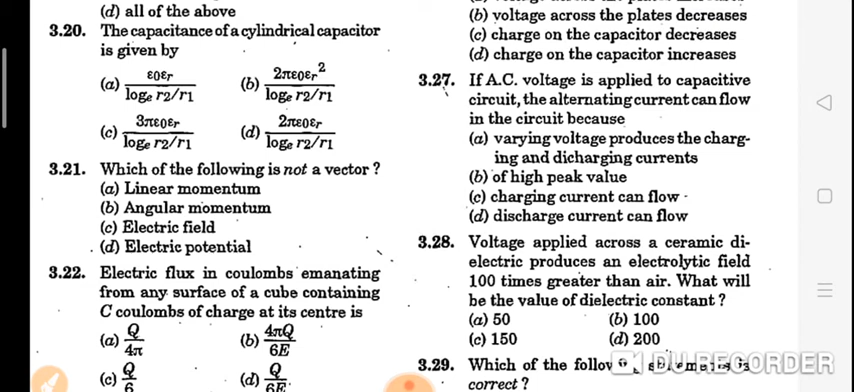 (d) all of the above
3.20. The capacitance of a cylindrical capacitor
is given by
(a) ε0εr / loge r2/r1 (b) 2πε0εr² / loge r2/r1
(c) 3πε0εr / loge r2/r1 (d) 2πε0εr / loge r2/r1
3.21. Which of the following is not a vector ?
(a) Linear momentum
(b) Angular momentum
(c) Electric field
(d) Electric potential
3.22. Electric flux in coulombs emanating
from any surface of a cube containing
C coulombs of charge at its centre is
(a) Q/4π (b) 4πQ/6E
(c) Q/6 (d) Q/6E
(b) voltage across the plates decreases
(c) charge on the capacitor decreases
(d) charge on the capacitor increases
3.27. If A.C. voltage is applied to capacitive
circuit, the alternating current can flow
in the circuit because
(a) varying voltage produces the charg-
ing and dicharging currents
(b) of high peak value
(c) charging current can flow
(d) discharge current can flow
3.28. Voltage applied across a ceramic di-
electric produces an electrolytic field
100 times greater than air. What will
be the value of dielectric constant ?
(a) 50 (b) 100
(c) 150 (d) 200
3.29. Which of the follow
correct ?
DU RECORDER